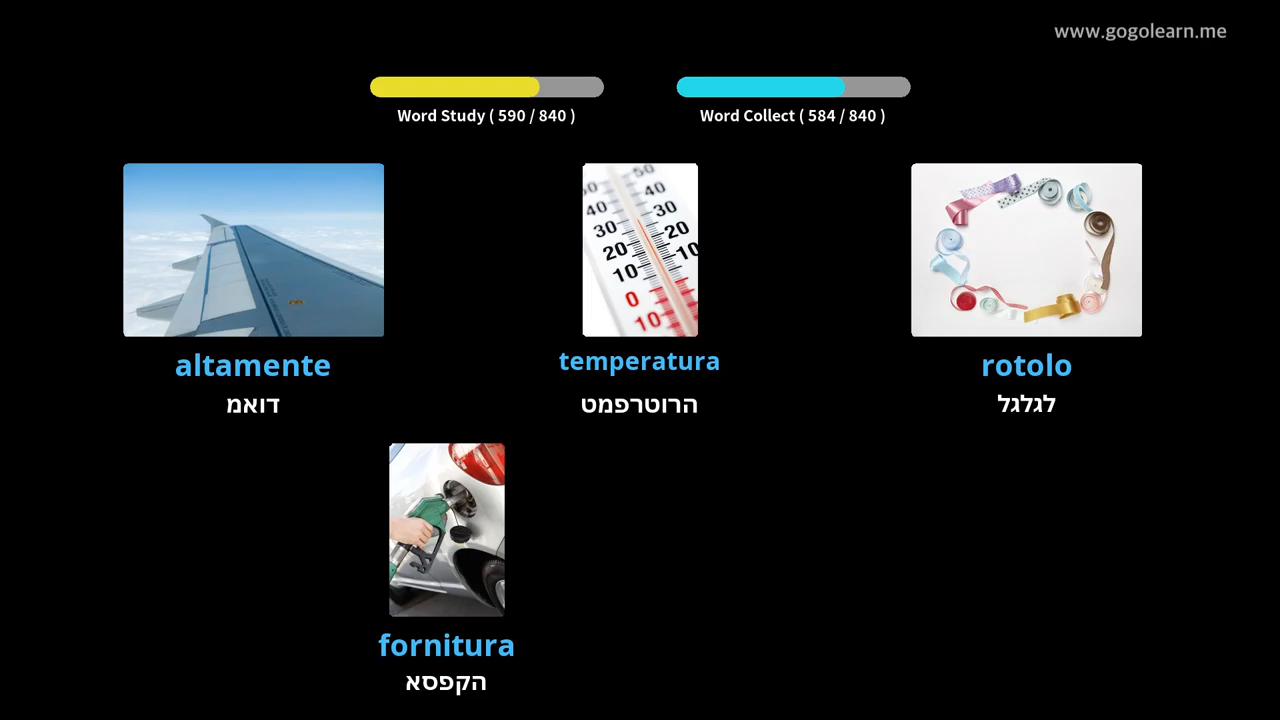 www.gogolearn.me
Word Study ( 590 / 840 )
Word Collect ( 584 / 840 )
altamente
דואמ
temperatura
הרוטרפמט
rotolo
לגלגל
fornitura
הקפסא